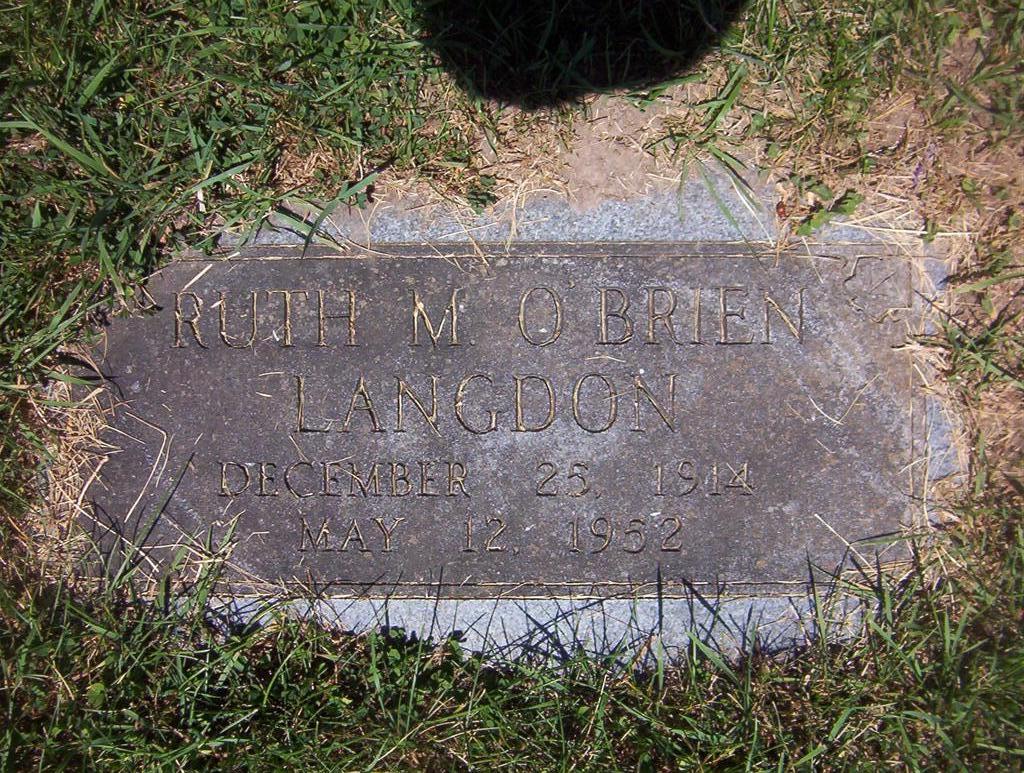 RUTH M. O'BRIEN
LANGDON
DECEMBER 25, 1914
MAY 12, 1952